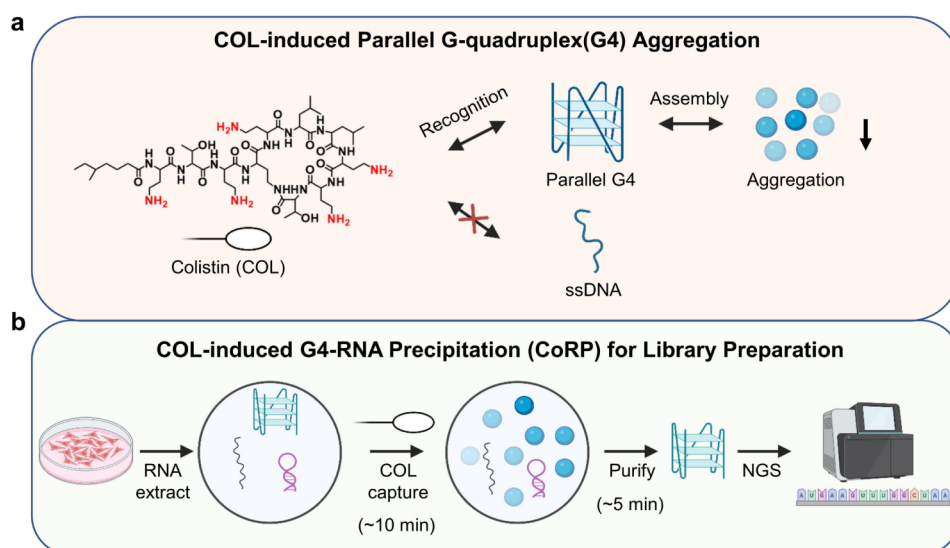 a
COL-induced Parallel G-quadruplex(G4) Aggregation
Recognition
Assembly
Parallel G4
Aggregation
ssDNA
Colistin (COL)
H2N
OH
O
H
N
NH2
NH2
NH2
NH2
OH
b
COL-induced G4-RNA Precipitation (CoRP) for Library Preparation
RNA
extract
COL
capture
(~10 min)
Purify
(~5 min)
NGS
A U G A A G U U U G G C U A A